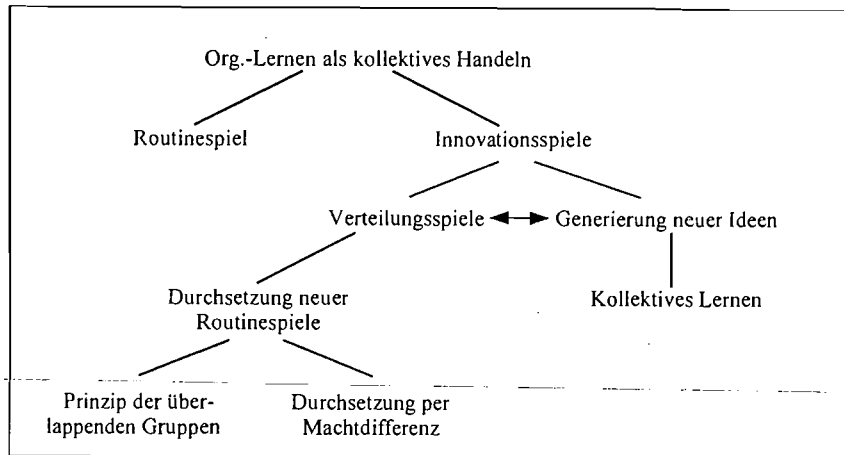 Org.-Lernen als kollektives Handeln
Routinespiel
Innovationsspiele
Verteilungsspiele
Generierung neuer Ideen
Durchsetzung neuer
Routinespiele
Kollektives Lernen
Prinzip der über-
lappenden Gruppen
Durchsetzung per
Machtdifferenz